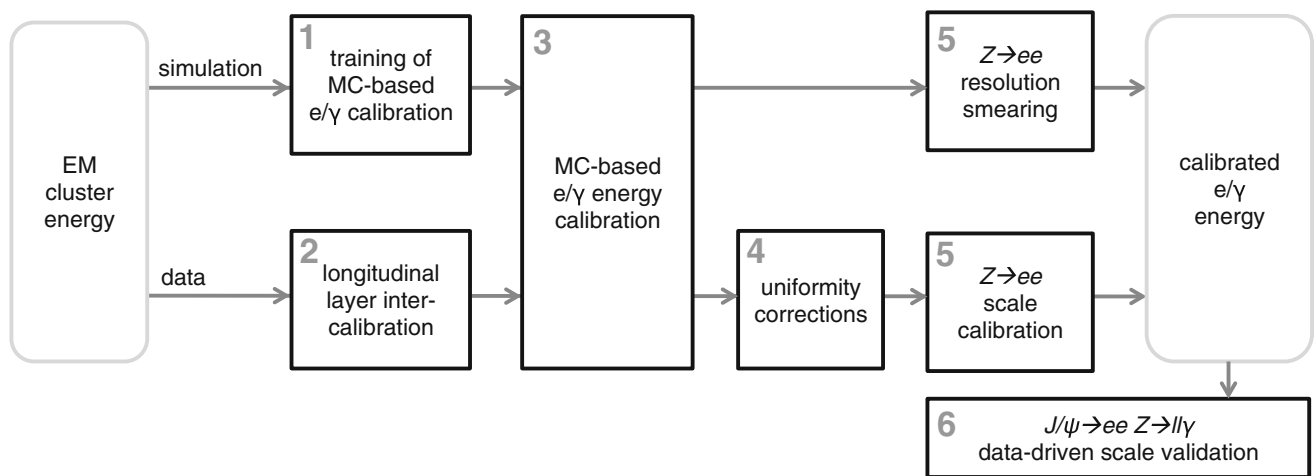 EM
cluster
energy
simulation
data
1
training of
MC-based
e/γ calibration
2
longitudinal
layer inter-
calibration
3
MC-based
e/γ energy
calibration
4
uniformity
corrections
5
Z→ee
resolution
smearing
5
Z→ee
scale
calibration
calibrated
e/γ
energy
6
J/ψ→ee Z→llγ
data-driven scale validation